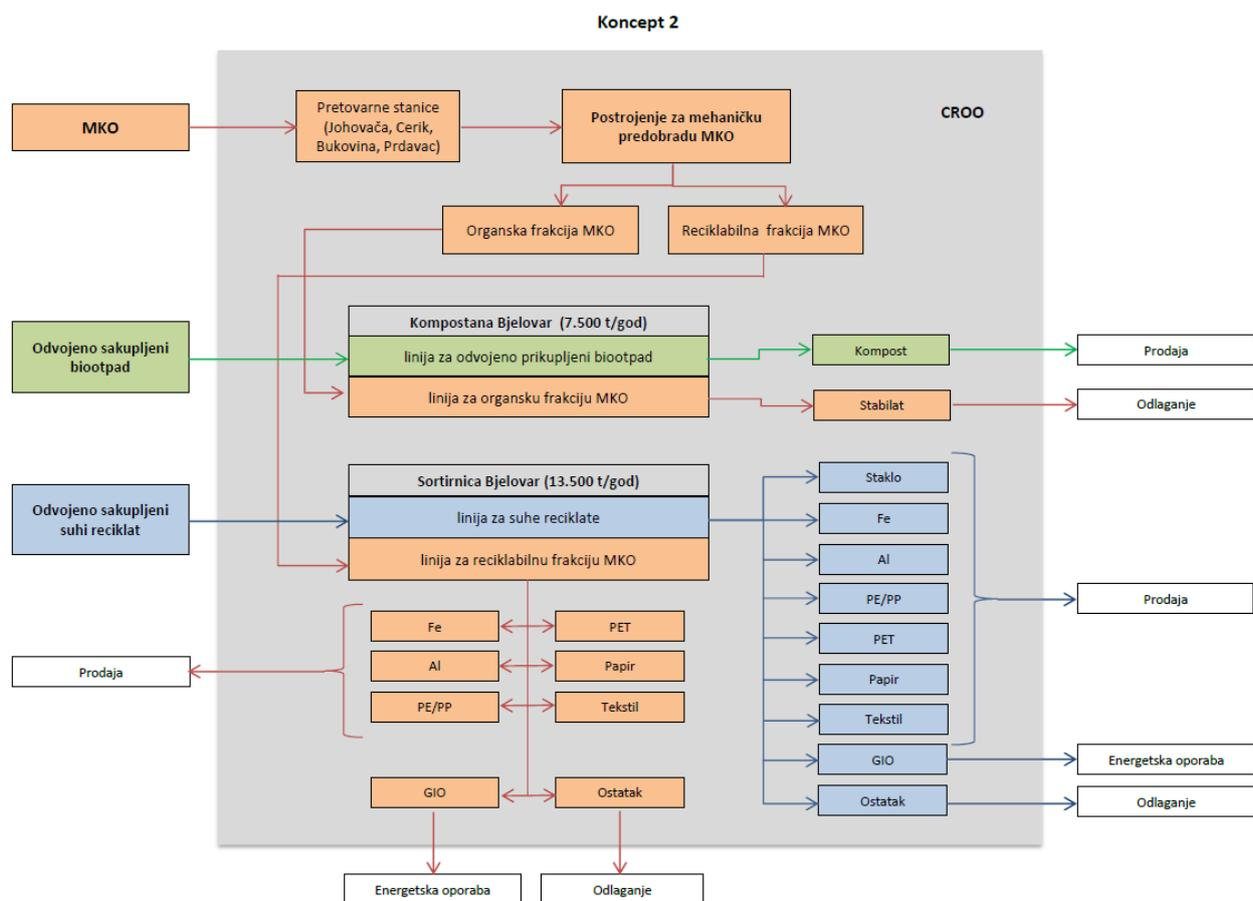 Koncept 2
CROO
MKO
Pretovarne stanice
(Johovača, Cerik,
Bukovina, Prdavac)
Postrojenje za mehaničku
predobradu MKO
Organska frakcija MKO
Reciklabilna frakcija MKO
Odvojeno sakupljeni
biootpad
Kompostana Bjelovar (7.500 t/god)
linija za odvojeno prikupljeni biootpad
linija za organsku frakciju MKO
Kompost
Prodaja
Stabilat
Odlaganje
Odvojeno sakupljeni
suhi reciklat
Sortirnica Bjelovar (13.500 t/god)
linija za suhe reciklate
linija za reciklabilnu frakciju MKO
Staklo
Fe
Al
PE/PP
PET
Papir
Tekstil
GIO
Ostatak
Prodaja
Energetska oporaba
Odlaganje
Prodaja
Fe
PET
Al
Papir
PE/PP
Tekstil
GIO
Ostatak
Energetska oporaba
Odlaganje